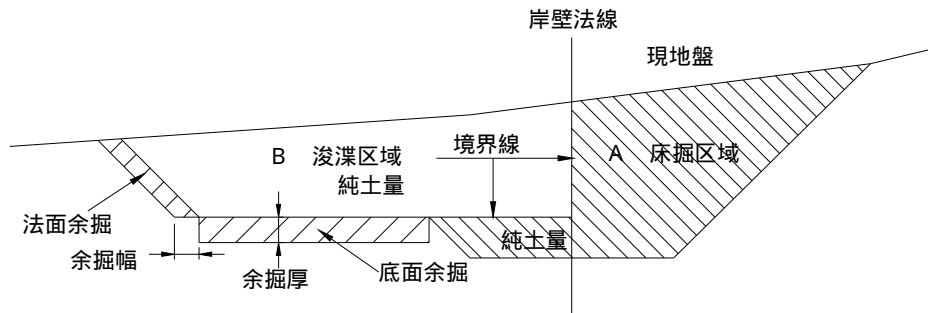 岸壁法線
現地盤
B 浚渫区域
純土量
境界線
A 床掘区域
法面余掘
余掘幅
余掘厚
底面余掘
純土量